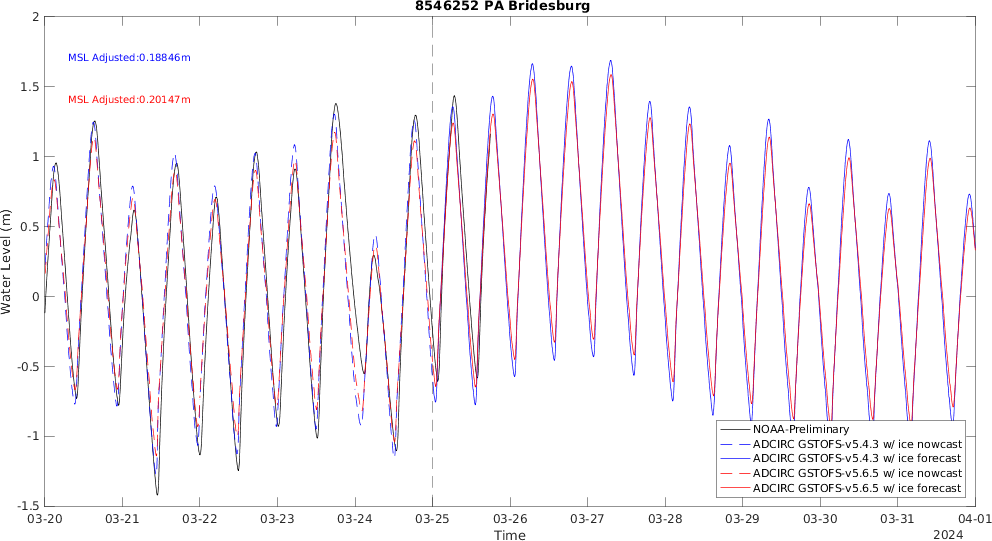 8546252 PA Bridesburg
MSL Adjusted:0.18846m
MSL Adjusted:0.20147m
Water Level (m)
2
1.5
1
0.5
0
-0.5
-1
-1.5
NOAA-Preliminary
ADCIRC GSTOFS-v5.4.3 w/ ice nowcast
ADCIRC GSTOFS-v5.4.3 w/ ice forecast
ADCIRC GSTOFS-v5.6.5 w/ ice nowcast
ADCIRC GSTOFS-v5.6.5 w/ ice forecast
03-20 03-21 03-22 03-23 03-24 03-25 03-26 03-27 03-28 03-29 03-30 03-31 04-01
Time
2024